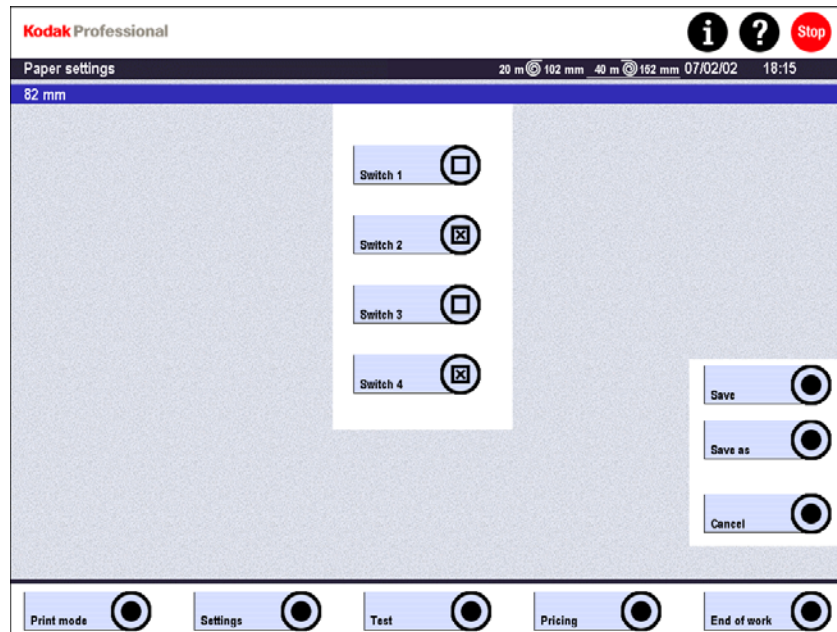 Kodak Professional
i ? Stop
Paper settings 20 m 102 mm 40 m 152 mm 07/02/02 18:15
82 mm
Switch 1
Switch 2
Switch 3
Switch 4
Save
Save as
Cancel
Print mode Settings Test Pricing End of work